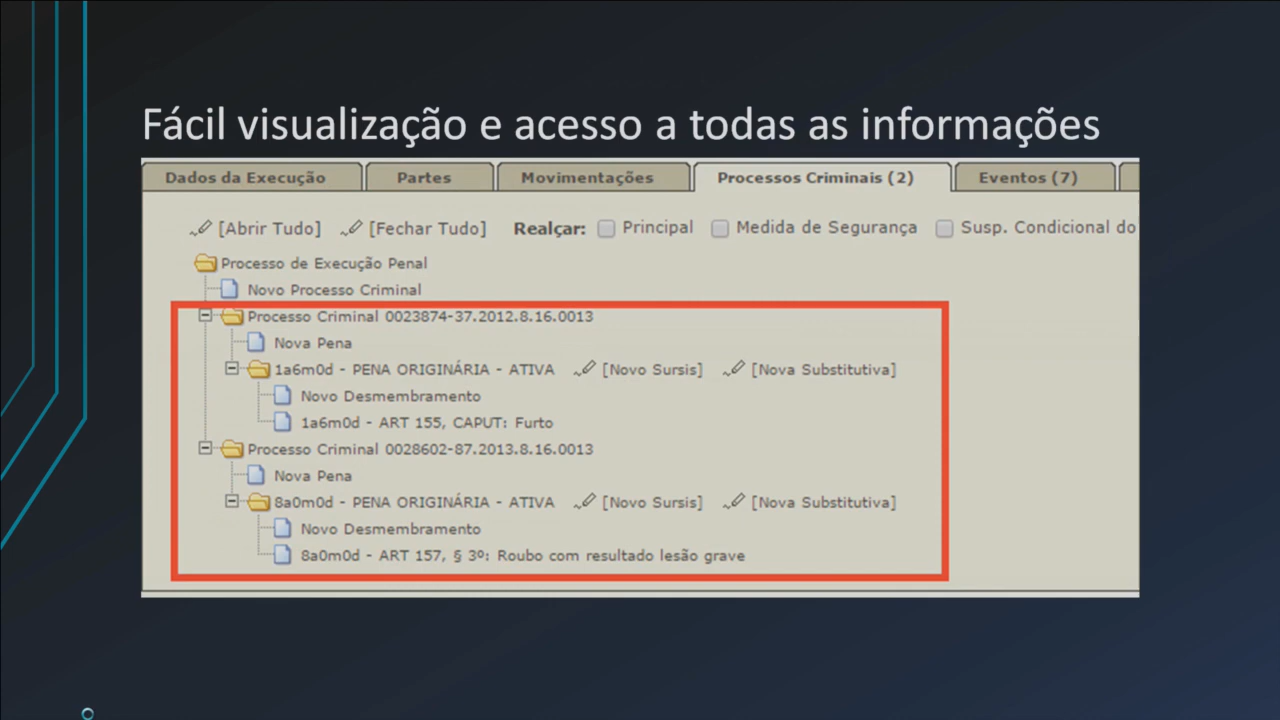 Fácil visualização e acesso a todas as informações
Dados da Execução Partes Movimentações Processos Criminais (2) Eventos (7)
[Abrir Tudo] [Fechar Tudo] Realçar: Principal Medida de Segurança Susp. Condicional do
Processo de Execução Penal
Novo Processo Criminal
Processo Criminal 0023874-37.2012.8.16.0013
Nova Pena
1a6m0d - PENA ORIGINÁRIA - ATIVA [Novo Sursis] [Nova Substitutiva]
Novo Desmembramento
1a6m0d - ART 155, CAPUT: Furto
Processo Criminal 0028602-87.2013.8.16.0013
Nova Pena
8a0m0d - PENA ORIGINÁRIA - ATIVA [Novo Sursis] [Nova Substitutiva]
Novo Desmembramento
8a0m0d - ART 157, § 3º: Roubo com resultado lesão grave